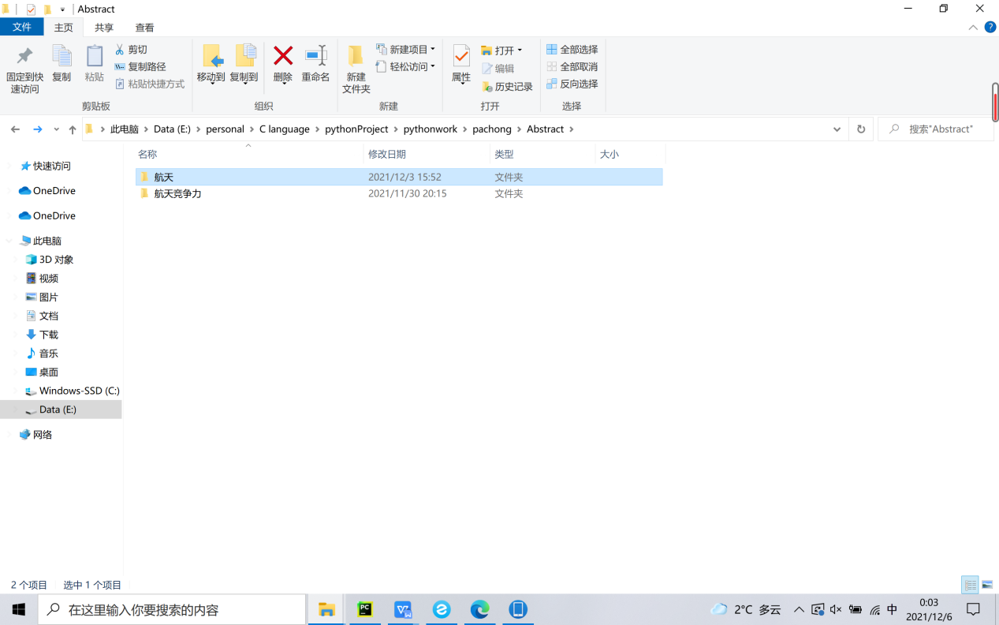 Abstract
文件 主页 共享 查看
固定到快速访问
复制
粘贴
剪切
复制路径
粘贴快捷方式
剪贴板
移动到
复制到
删除
重命名
组织
新建
文件夹
新建项目
轻松访问
新建
属性
打开
编辑
历史记录
打开
全部选择
全部取消
反向选择
选择
此电脑 Data (E:) personal C language pythonProject pythonwork pachong Abstract
搜索"Abstract"
名称 修改日期 类型 大小
航天 2021/12/3 15:52 文件夹
航天竞争力 2021/11/30 20:15 文件夹
快速访问
OneDrive
OneDrive
此电脑
3D 对象
视频
图片
文档
下载
音乐
桌面
Windows-SSD (C:)
Data (E:)
网络
2 个项目 选中 1 个项目
在这里输入你要搜索的内容
PC
W
2°C 多云
中
0:03
2021/12/6